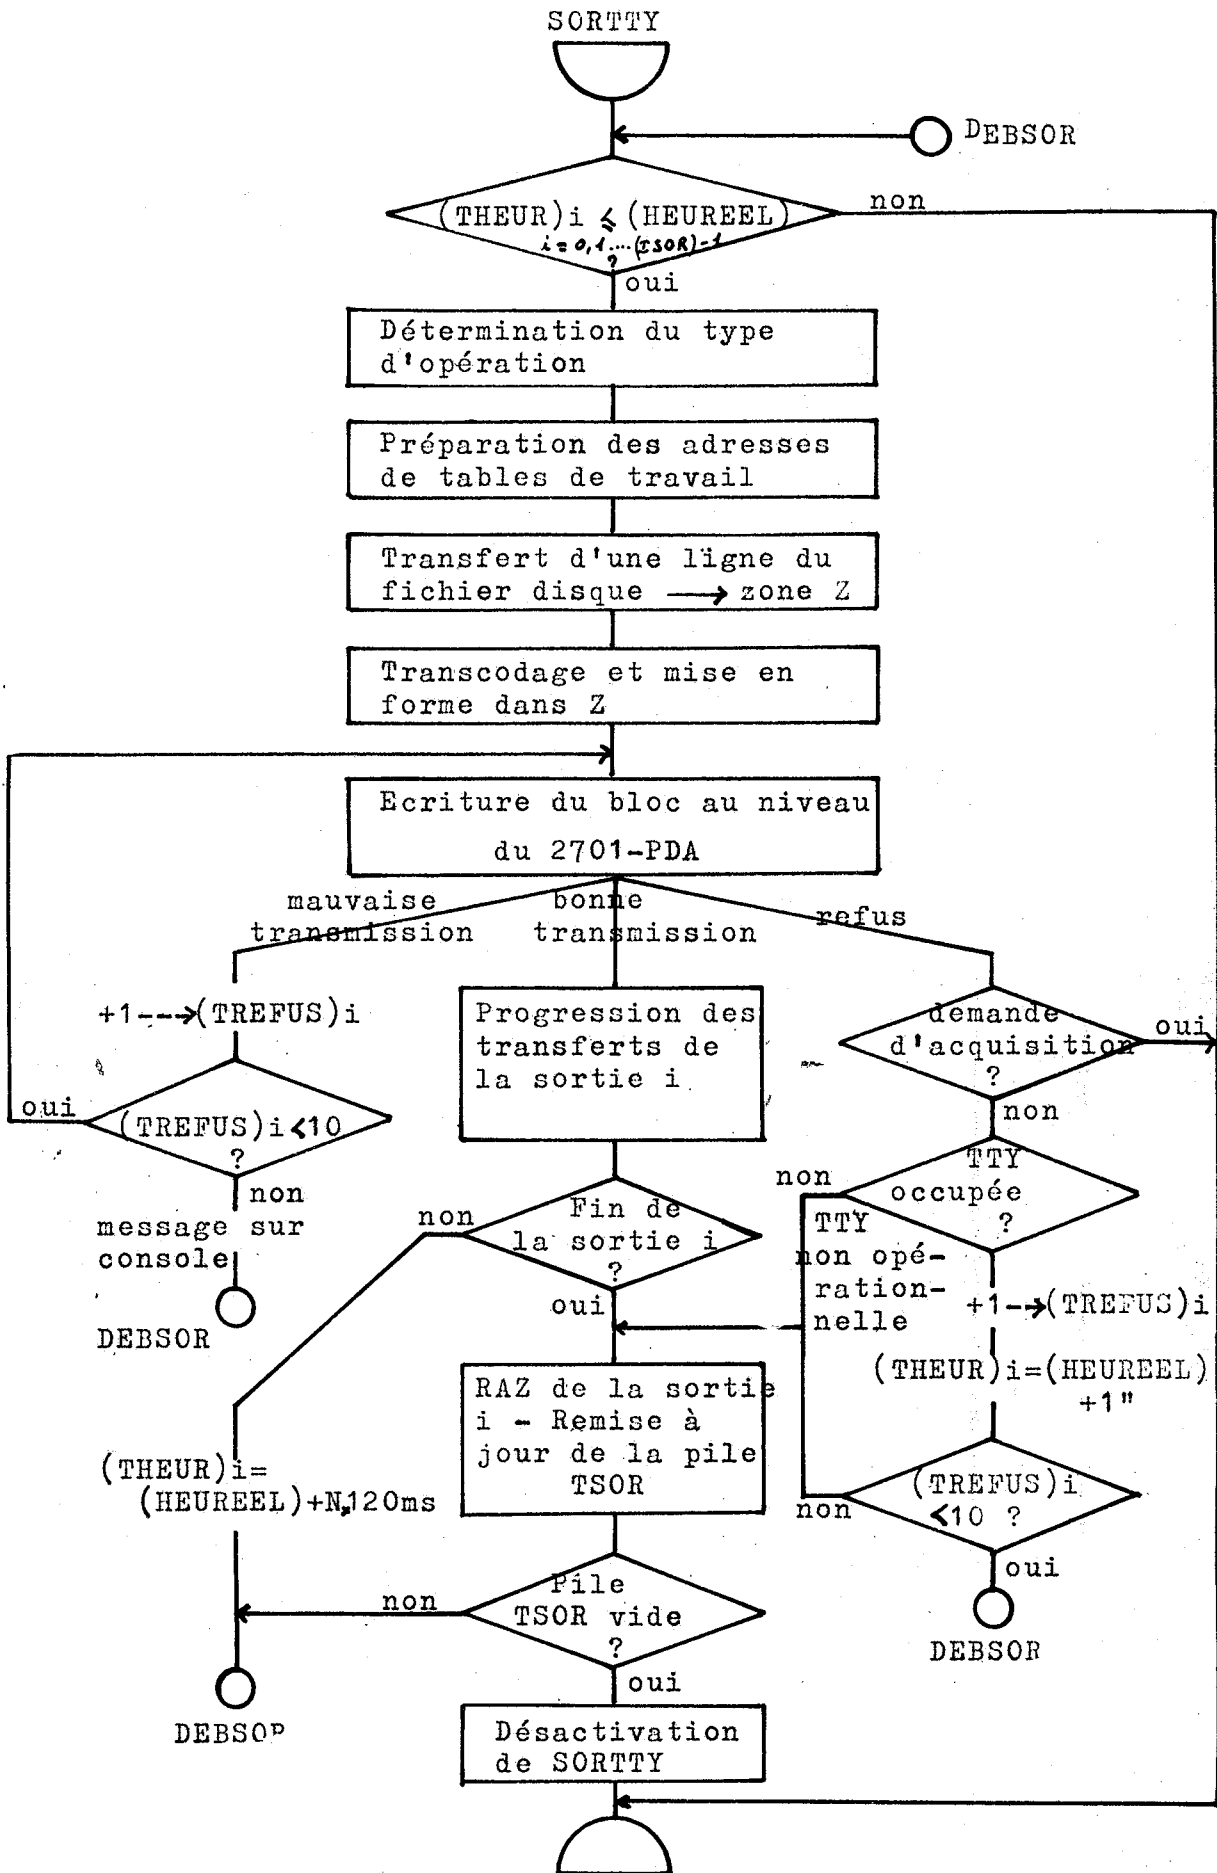 SORTTY
DEBSOR
(THEUR)i ⩽ (HEUREEL)
i = 0,1....(ISOR)-1
?
non
oui
Détermination du type
d'opération
Préparation des adresses
de tables de travail
Transfert d'une ligne du
fichier disque → zone Z
Transcodage et mise en
forme dans Z
Ecriture du bloc au niveau
du 2701-PDA
mauvaise
transmission
bonne
transmission
refus
+1--→(TREFUS)i
(TREFUS)i<10
?
oui
non
message sur
console
DEBSOR
Progression des
transferts de
la sortie i
Fin de
la sortie i
?
non
oui
demande
d'acquisition
?
oui
non
TTY
occupée
?
non
TTY
non opé-
ration-
nelle
+1--→(TREFUS)i
(THEUR)i=(HEUREEL)
+1"
(TREFUS)i
<10 ?
non
oui
DEBSOR
RAZ de la sortie
i - Remise à
jour de la pile
TSOR
(THEUR)i=
(HEUREEL)+N×120ms
Pile
TSOR vide
?
non
oui
DEBSOR
Désactivation
de SORTTY